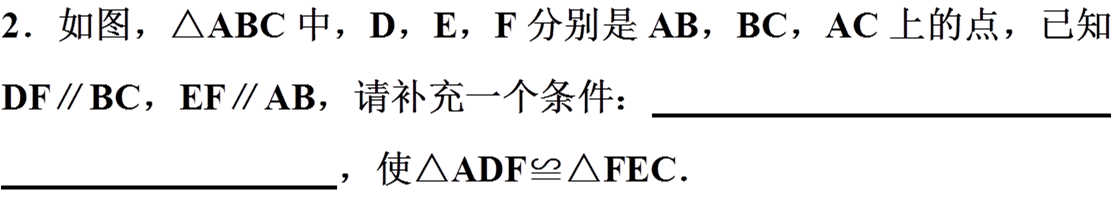 2．如图，△ABC 中，D，E，F 分别是 AB，BC，AC 上的点，已知
DF∥BC，EF∥AB，请补充一个条件：
，使△ADF≌△FEC．